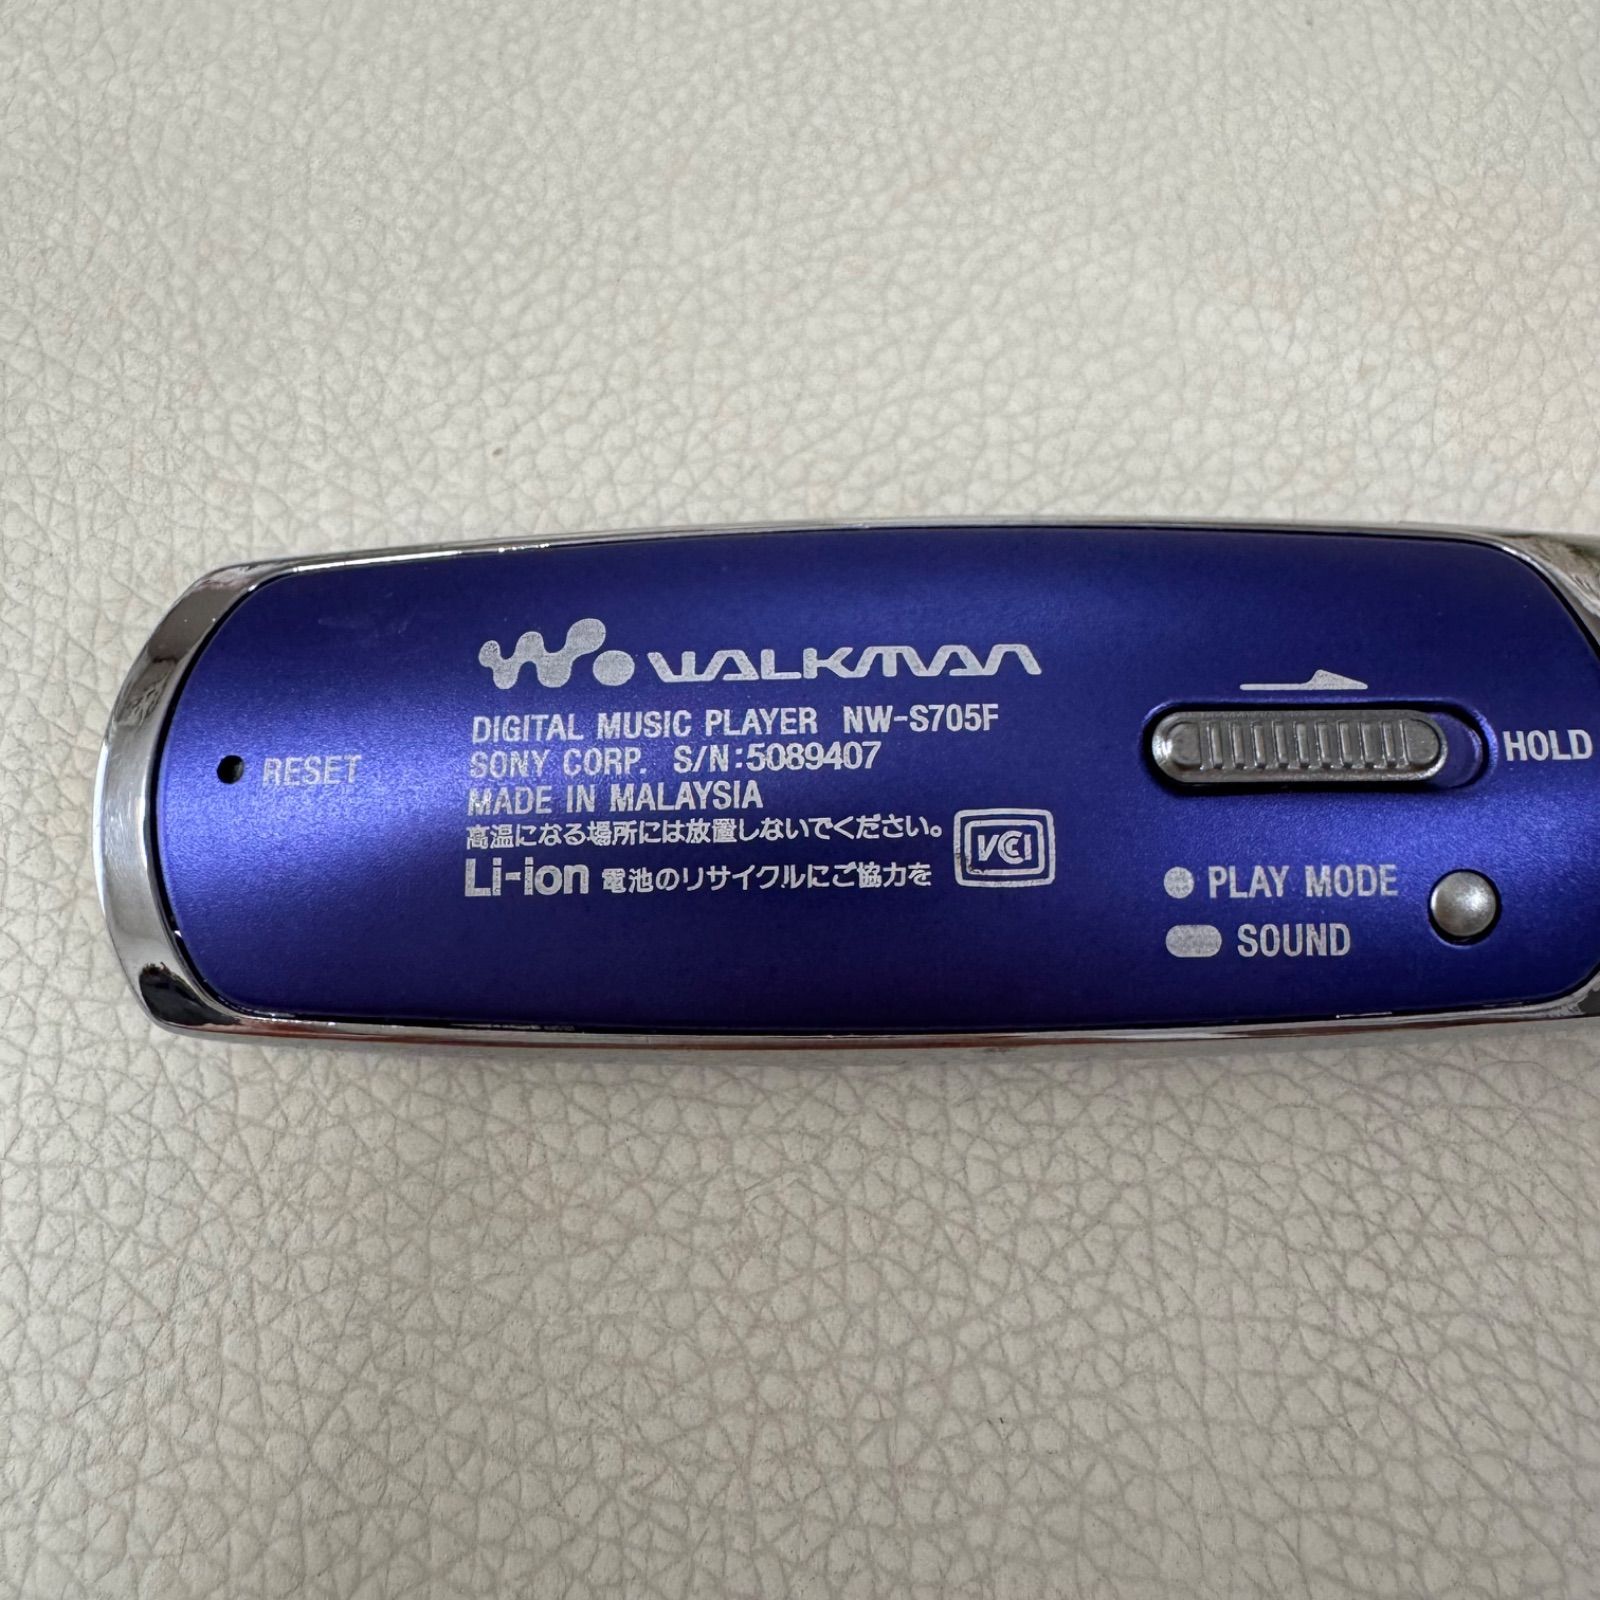 WALKMAN
DIGITAL MUSIC PLAYER NW-S705F
SONY CORP. S/N:5089407
MADE IN MALAYSIA
高温になる場所には放置しないでください。
Li-ion 電池のリサイクルにご協力を
VCI
RESET
HOLD
PLAY MODE
SOUND